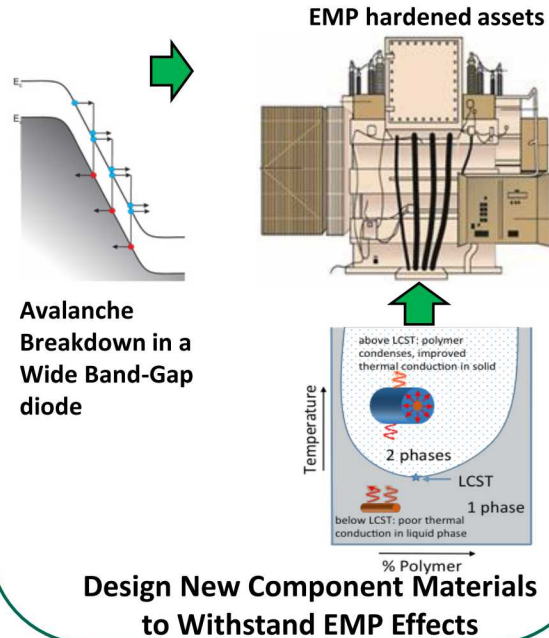 EMP hardened assets
E_c
Avalanche
Breakdown in a
Wide Band-Gap
diode
above LCST: polymer
condenses, improved
thermal conduction in solid
Temperature
2 phases
LCST
1 phase
below LCST: poor thermal
conduction in liquid phase
% Polymer
Design New Component Materials
to Withstand EMP Effects